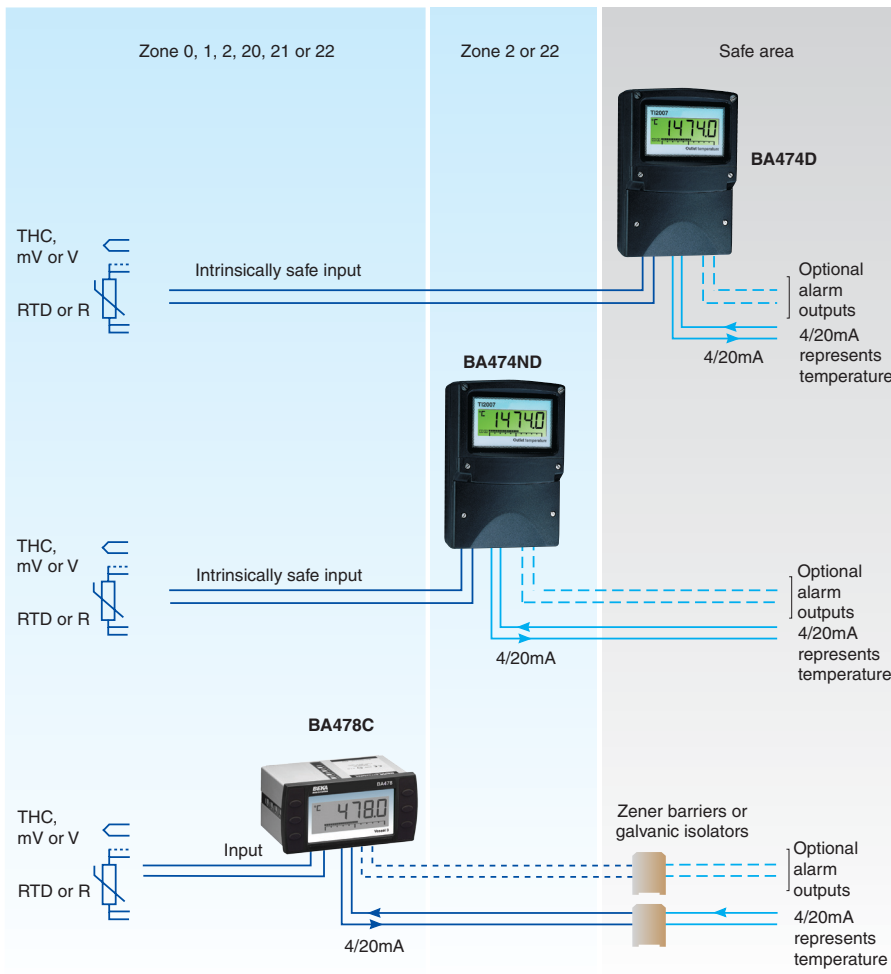 Zone 0, 1, 2, 20, 21 or 22
Zone 2 or 22
Safe area
TI2007
°C
1474.0
Outlet temperature
BA474D
THC,
mV or V
RTD or R
Intrinsically safe input
Optional
alarm
outputs
4/20mA
4/20mA
represents
temperature
BA474ND
TI2007
°C
1474.0
Outlet temperature
THC,
mV or V
RTD or R
Intrinsically safe input
Optional
alarm
outputs
4/20mA
4/20mA
represents
temperature
BA478C
BEKA
BA478
°C
478.0
THC,
mV or V
RTD or R
Input
Zener barriers or
galvanic isolators
Optional
alarm
outputs
4/20mA
4/20mA
represents
temperature